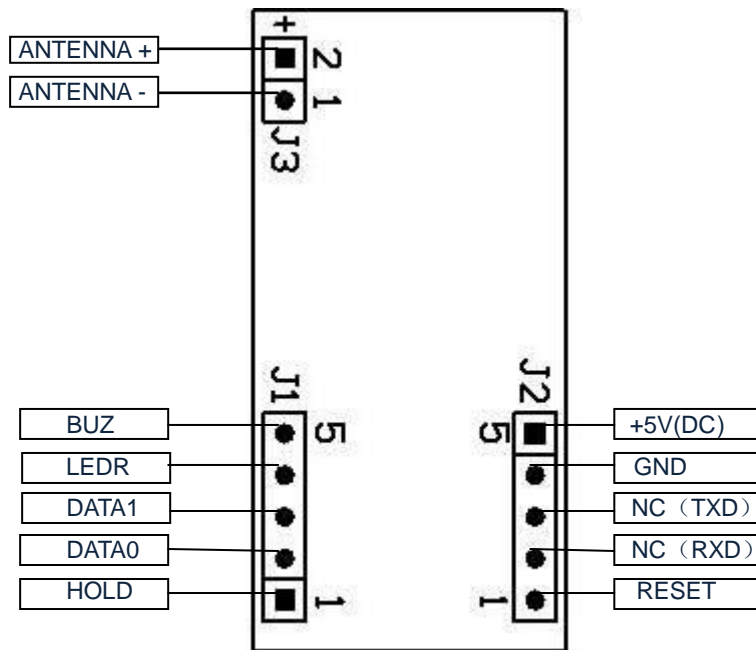 +
ANTENNA +
2
ANTENNA -
1
J3
J1
J2
BUZ
5
5
+5V(DC)
LEDR
GND
DATA1
NC（TXD）
DATA0
NC（RXD）
HOLD
1
1
RESET